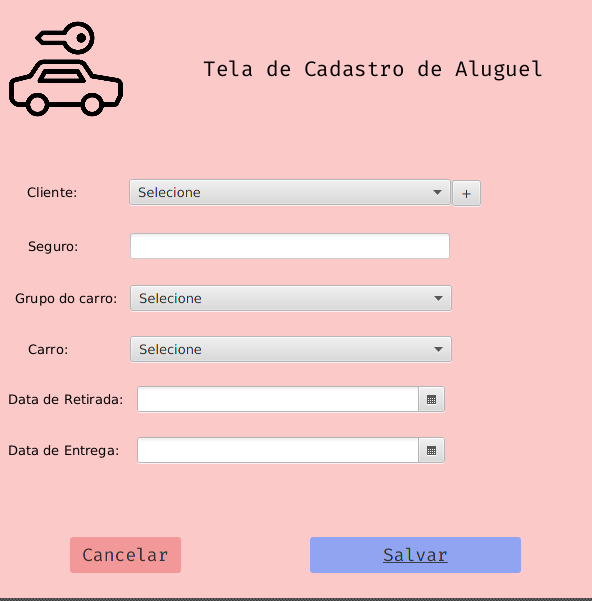 Tela de Cadastro de Aluguel
Cliente: Selecione +
Seguro:
Grupo do carro: Selecione
Carro: Selecione
Data de Retirada:
Data de Entrega:
Cancelar Salvar